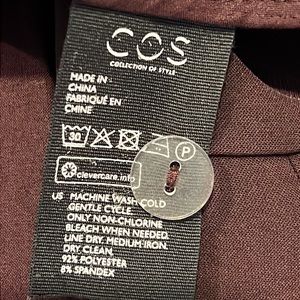 COS
COLLECTION OF STYLE
MADE IN
CHINA
FABRIQUÉ EN
CHINE
30 P
clevercare.info
US MACHINE WASH COLD
GENTLE CYCLE.
ONLY NON-CHLORINE
BLEACH WHEN NEEDED.
LINE DRY. MEDIUM IRON.
DRY CLEAN
92% POLYESTER
8% SPANDEX